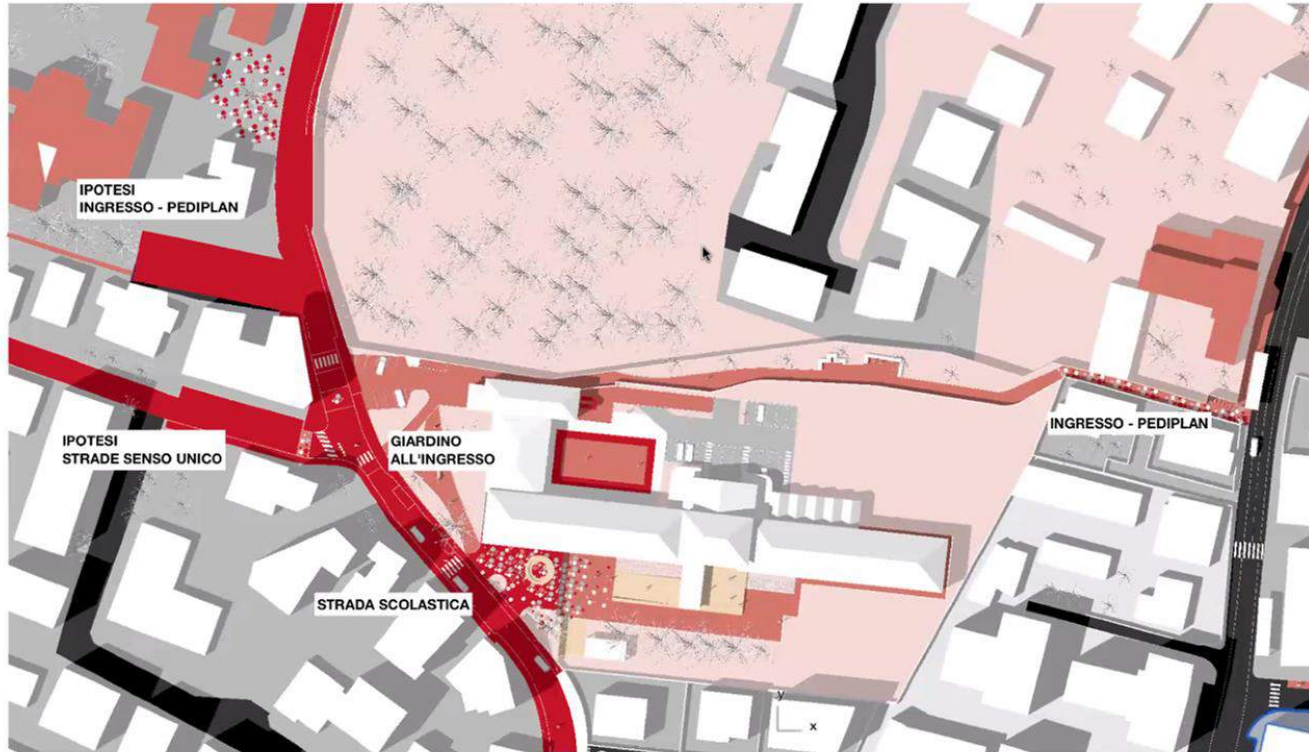 IPOTESI
INGRESSO - PEDIPLAN
INGRESSO - PEDIPLAN
IPOTESI
STRADE SENSO UNICO
GIARDINO
ALL'INGRESSO
STRADA SCOLASTICA
y
x